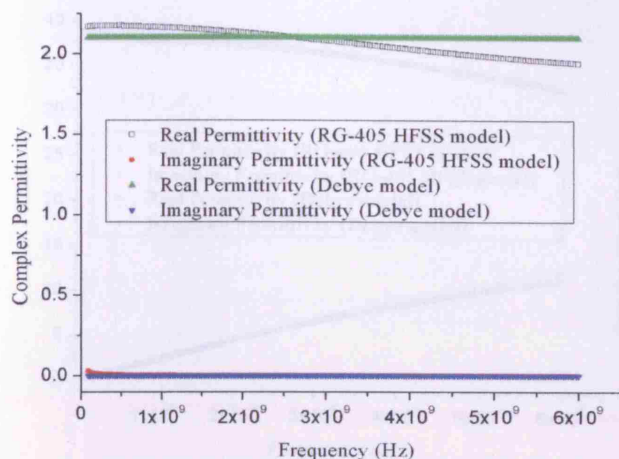 2.0
1.5
1.0
0.5
0.0
Complex Permittivity
Real Permittivity (RG-405 HFSS model)
Imaginary Permittivity (RG-405 HFSS model)
Real Permittivity (Debye model)
Imaginary Permittivity (Debye model)
0 1x10⁹ 2x10⁹ 3x10⁹ 4x10⁹ 5x10⁹ 6x10⁹
Frequency (Hz)